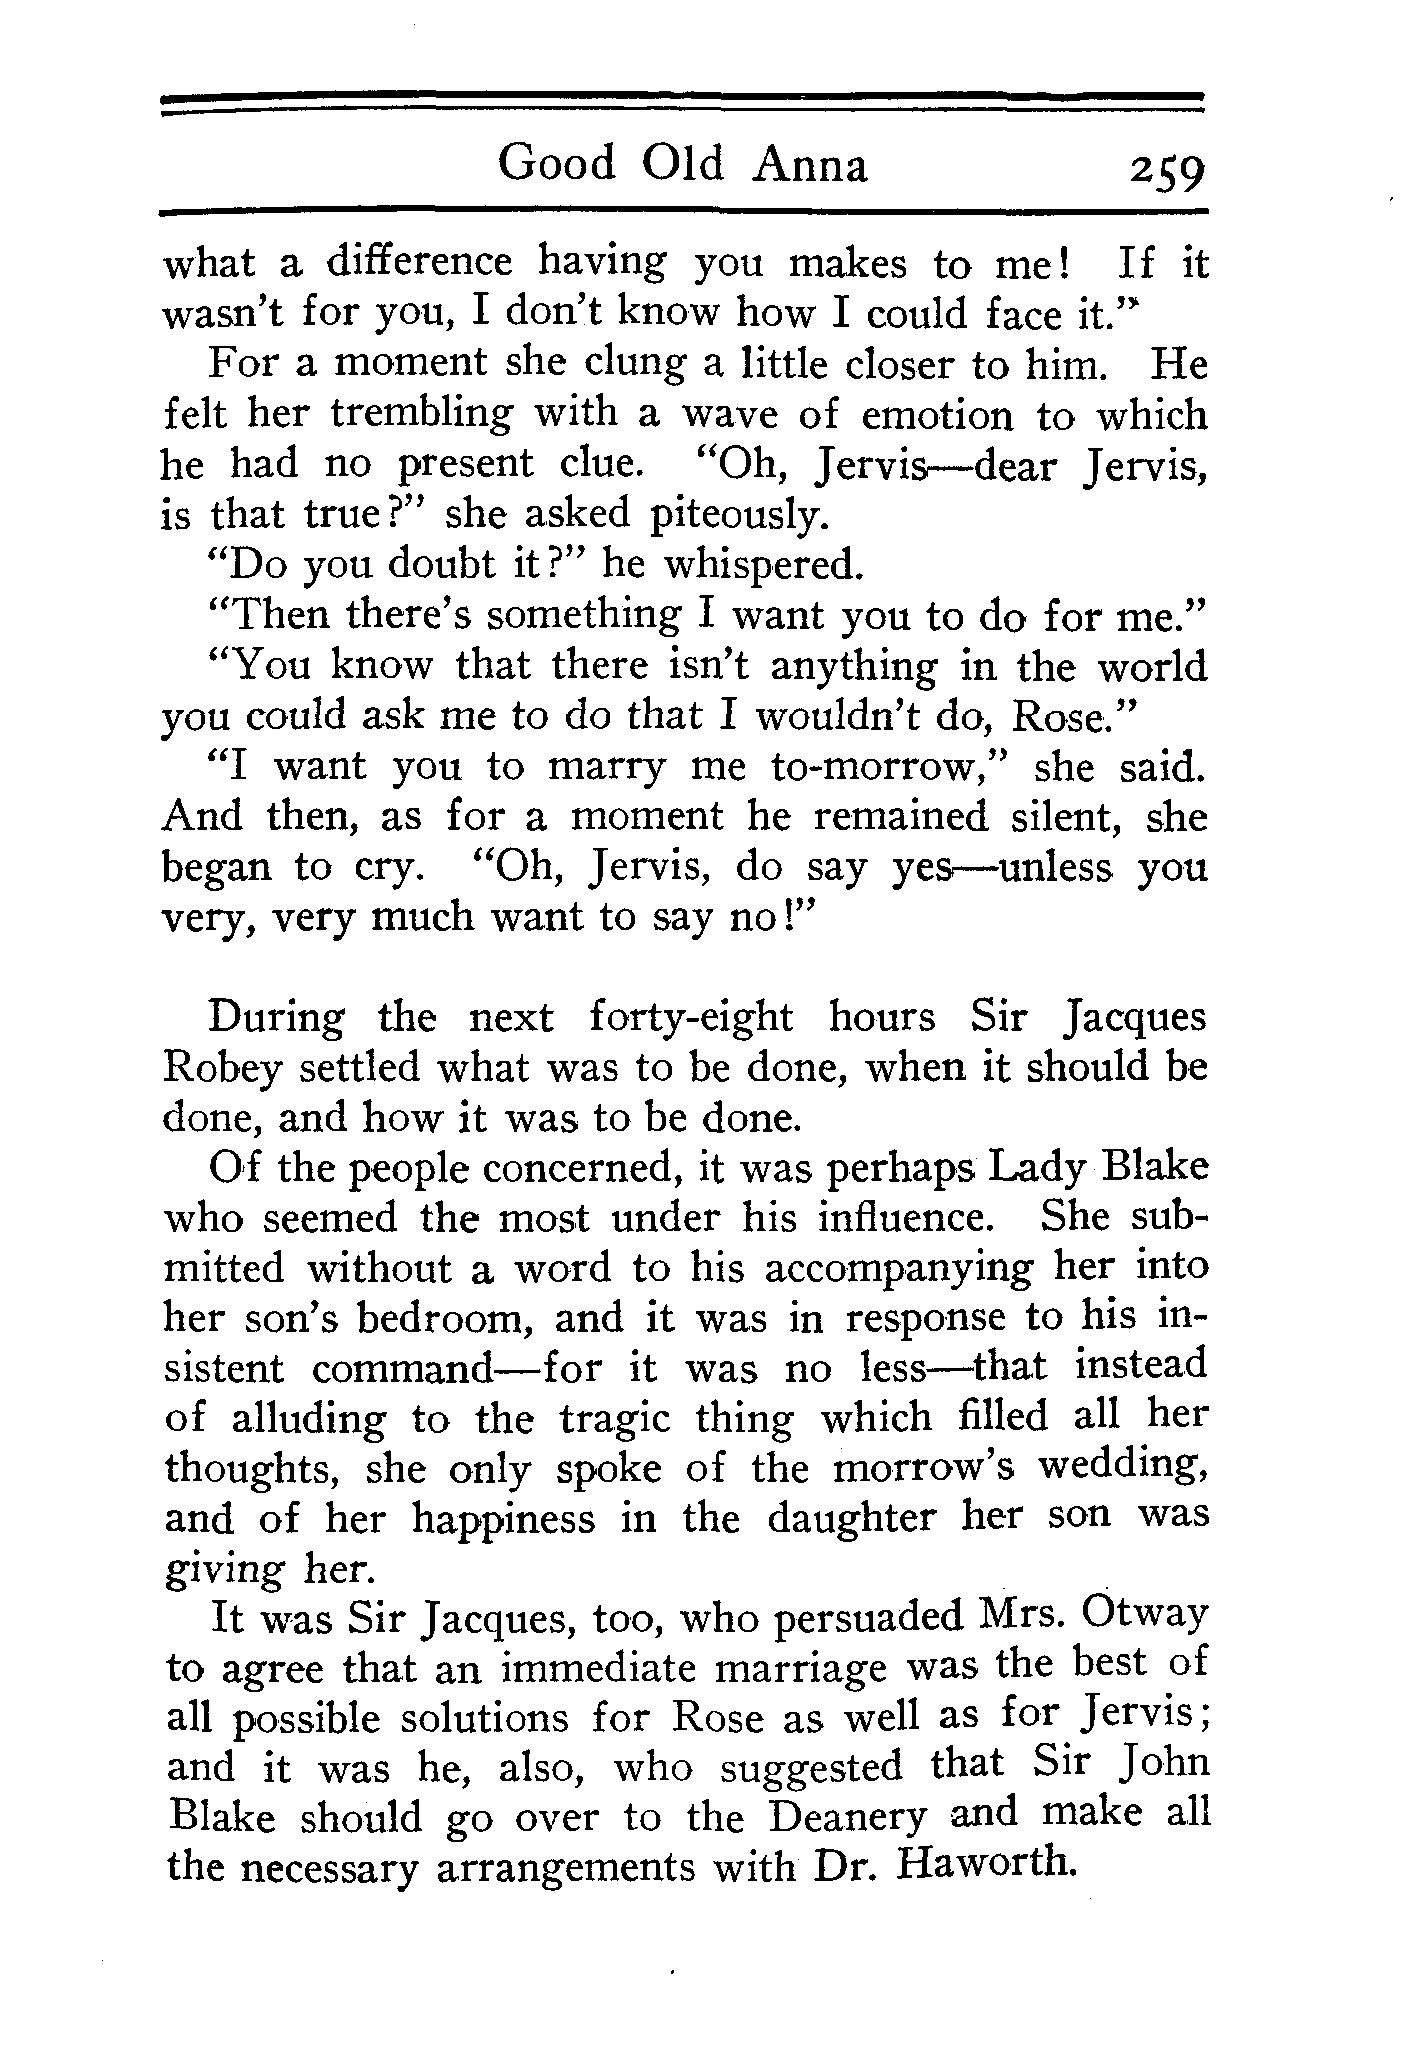 Good Old Anna 259
what a difference having you makes to me! If it
wasn't for you, I don't know how I could face it."
For a moment she clung a little closer to him. He
felt her trembling with a wave of emotion to which
he had no present clue. "Oh, Jervis—dear Jervis,
is that true?" she asked piteously.
"Do you doubt it?" he whispered.
"Then there's something I want you to do for me."
"You know that there isn't anything in the world
you could ask me to do that I wouldn't do, Rose."
"I want you to marry me to-morrow," she said.
And then, as for a moment he remained silent, she
began to cry. "Oh, Jervis, do say yes—unless you
very, very much want to say no!"
During the next forty-eight hours Sir Jacques
Robey settled what was to be done, when it should be
done, and how it was to be done.
Of the people concerned, it was perhaps Lady Blake
who seemed the most under his influence. She sub-
mitted without a word to his accompanying her into
her son's bedroom, and it was in response to his in-
sistent command—for it was no less—that instead
of alluding to the tragic thing which filled all her
thoughts, she only spoke of the morrow's wedding,
and of her happiness in the daughter her son was
giving her.
It was Sir Jacques, too, who persuaded Mrs. Otway
to agree that an immediate marriage was the best of
all possible solutions for Rose as well as for Jervis;
and it was he, also, who suggested that Sir John
Blake should go over to the Deanery and make all
the necessary arrangements with Dr. Haworth.